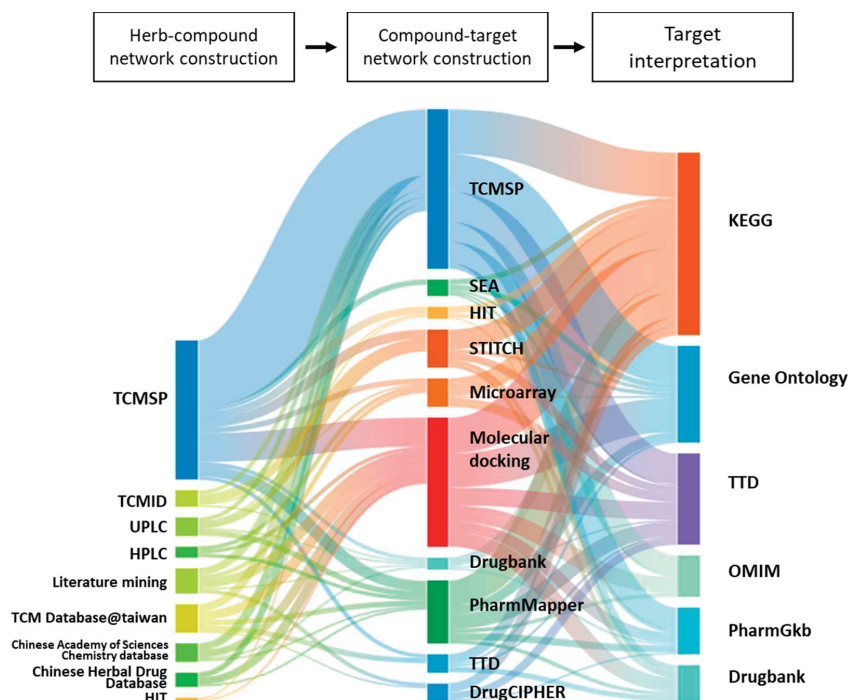 Herb-compound
network construction
Compound-target
network construction
Target
interpretation
TCMSP
TCMID
UPLC
HPLC
Literature mining
TCM Database@taiwan
Chinese Academy of Sciences
Chemistry database
Chinese Herbal Drug
Database
HIT
TCMSP
SEA
HIT
STITCH
Microarray
Molecular
docking
Drugbank
PharmMapper
TTD
DrugCIPHER
KEGG
Gene Ontology
TTD
OMIM
PharmGkb
Drugbank